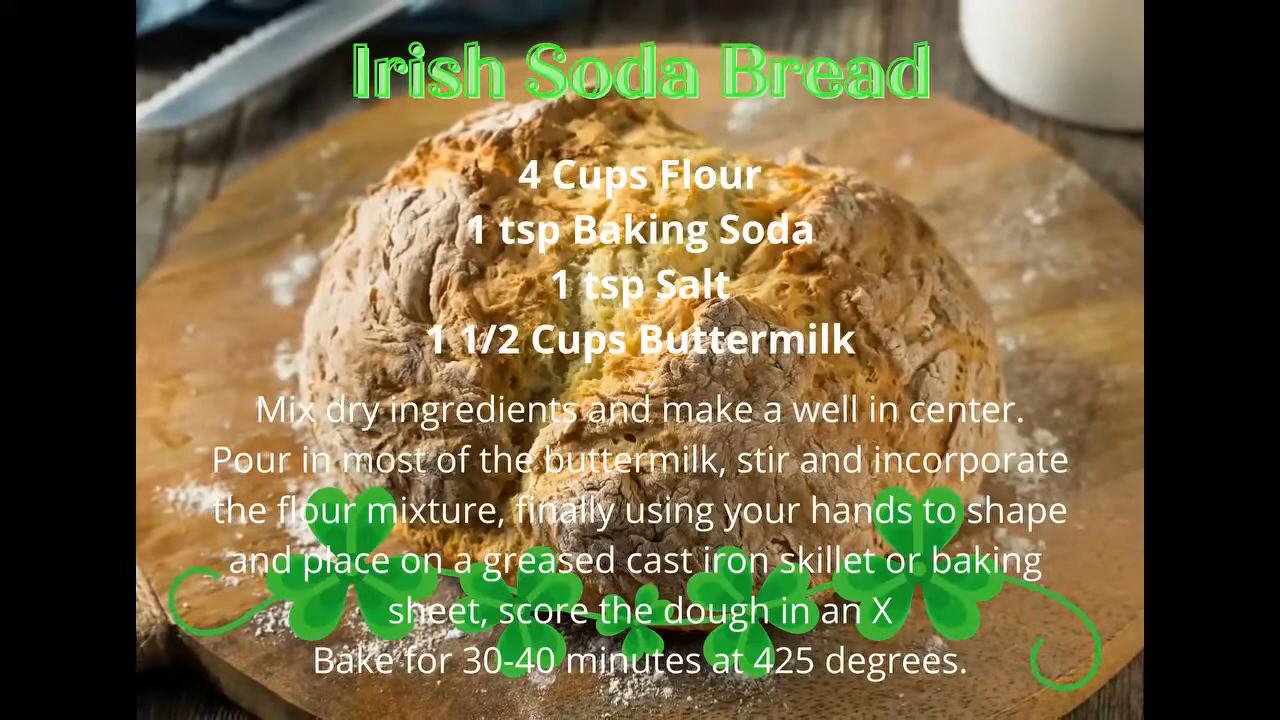 Irish Soda Bread
4 Cups Flour
1 tsp Baking Soda
1 tsp Salt
1 1/2 Cups Buttermilk
Mix dry ingredients and make a well in center.
Pour in most of the buttermilk, stir and incorporate
the flour mixture, finally using your hands to shape
and place on a greased cast iron skillet or baking
sheet, score the dough in an X
Bake for 30-40 minutes at 425 degrees.